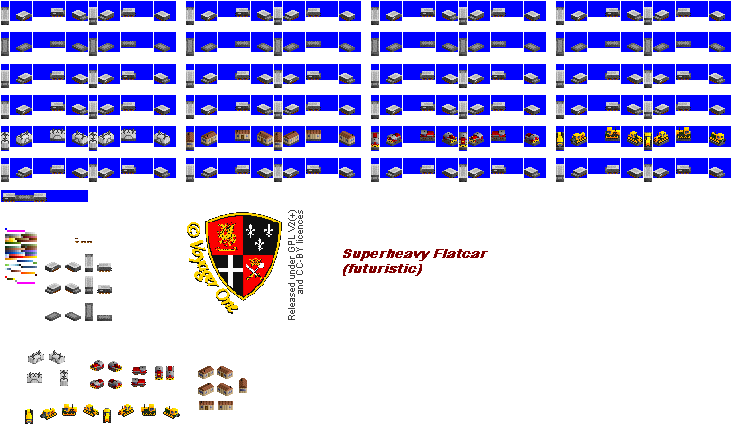 © Voyager One
Released under GPL v2(+)
and CC-BY licences
Superheavy Flatcar
(futuristic)